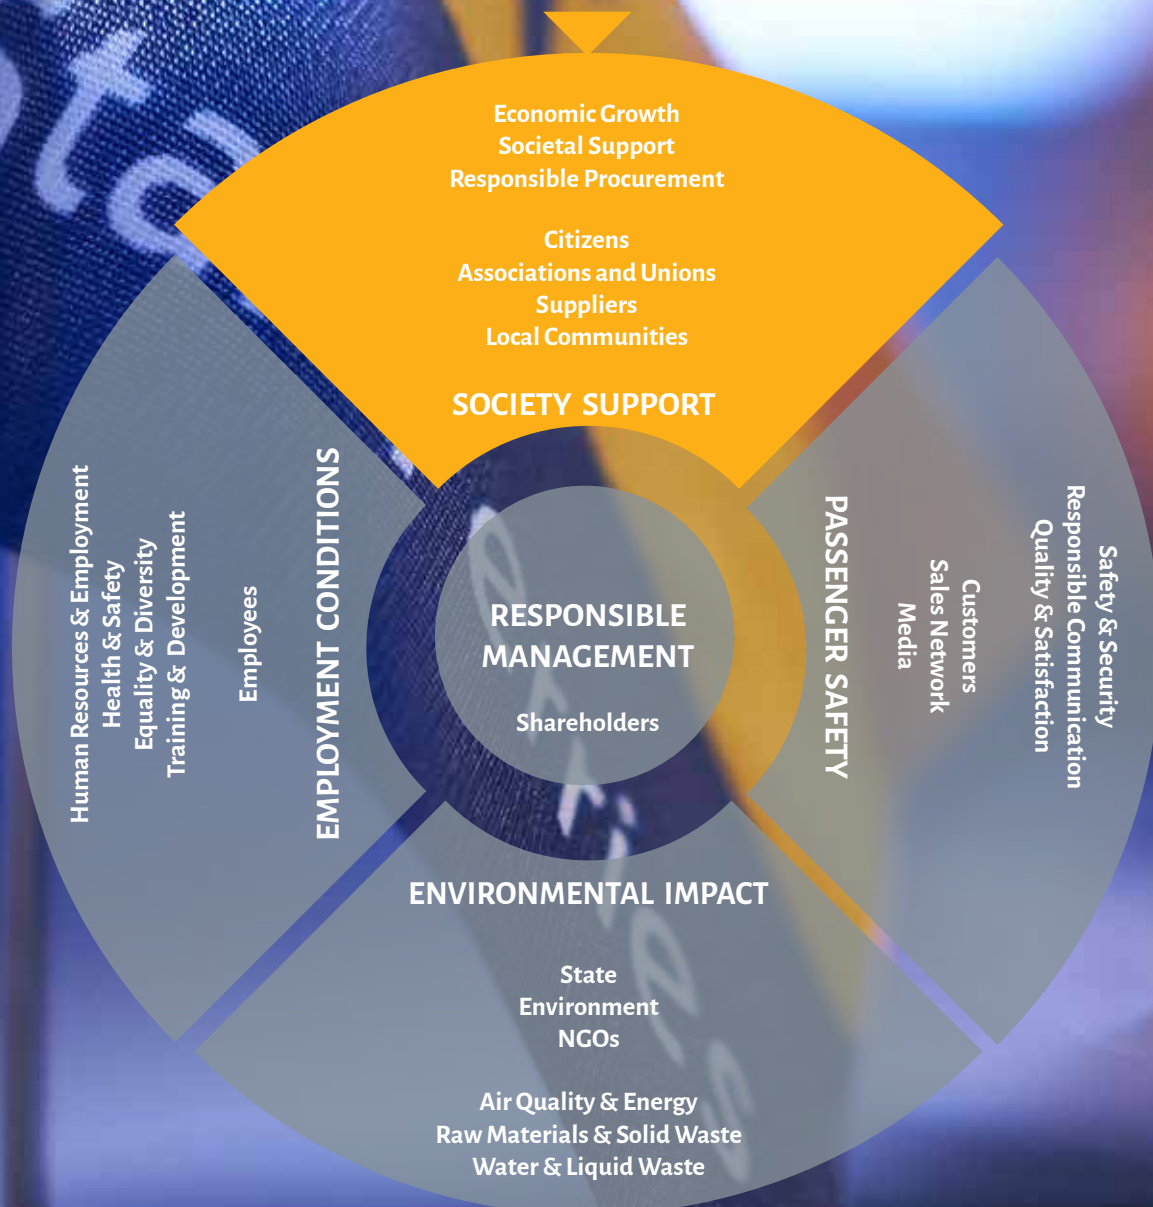 Economic Growth
Societal Support
Responsible Procurement
Citizens
Associations and Unions
Suppliers
Local Communities
SOCIETY SUPPORT
Human Resources & Employment
Health & Safety
Equality & Diversity
Training & Development
Employees
EMPLOYMENT CONDITIONS
RESPONSIBLE
MANAGEMENT
Shareholders
PASSENGER SAFETY
Customers
Sales Network
Media
Safety & Security
Responsible Communication
Quality & Satisfaction
ENVIRONMENTAL IMPACT
State
Environment
NGOs
Air Quality & Energy
Raw Materials & Solid Waste
Water & Liquid Waste